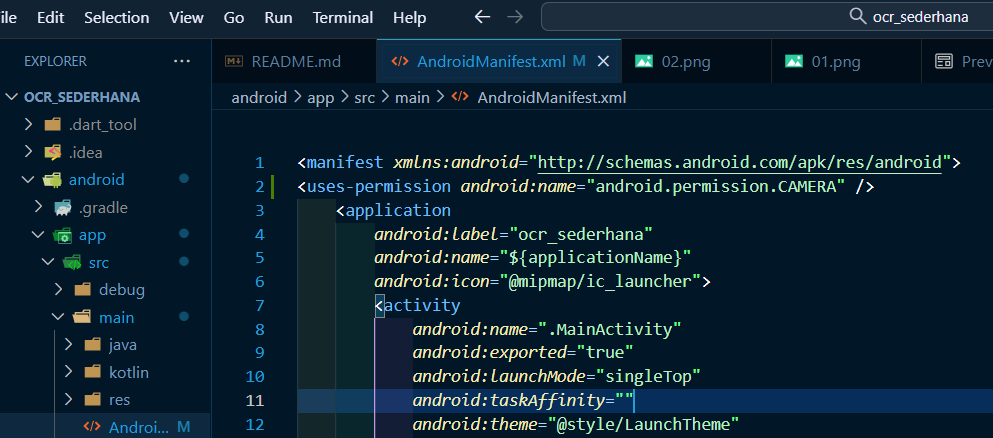 File Edit Selection View Go Run Terminal Help ocr_sederhana
EXPLORER
OCR_SEDERHANA
.dart_tool
.idea
android
.gradle
app
src
debug
main
java
kotlin
res
Androi... M
README.md AndroidManifest.xml M 02.png 01.png Prev
android > app > src > main > AndroidManifest.xml
1 <manifest xmlns:android="http://schemas.android.com/apk/res/android">
2 <uses-permission android:name="android.permission.CAMERA" />
3 <application
4 android:label="ocr_sederhana"
5 android:name="${applicationName}"
6 android:icon="@mipmap/ic_launcher">
7 <activity
8 android:name=".MainActivity"
9 android:exported="true"
10 android:launchMode="singleTop"
11 android:taskAffinity=""
12 android:theme="@style/LaunchTheme"